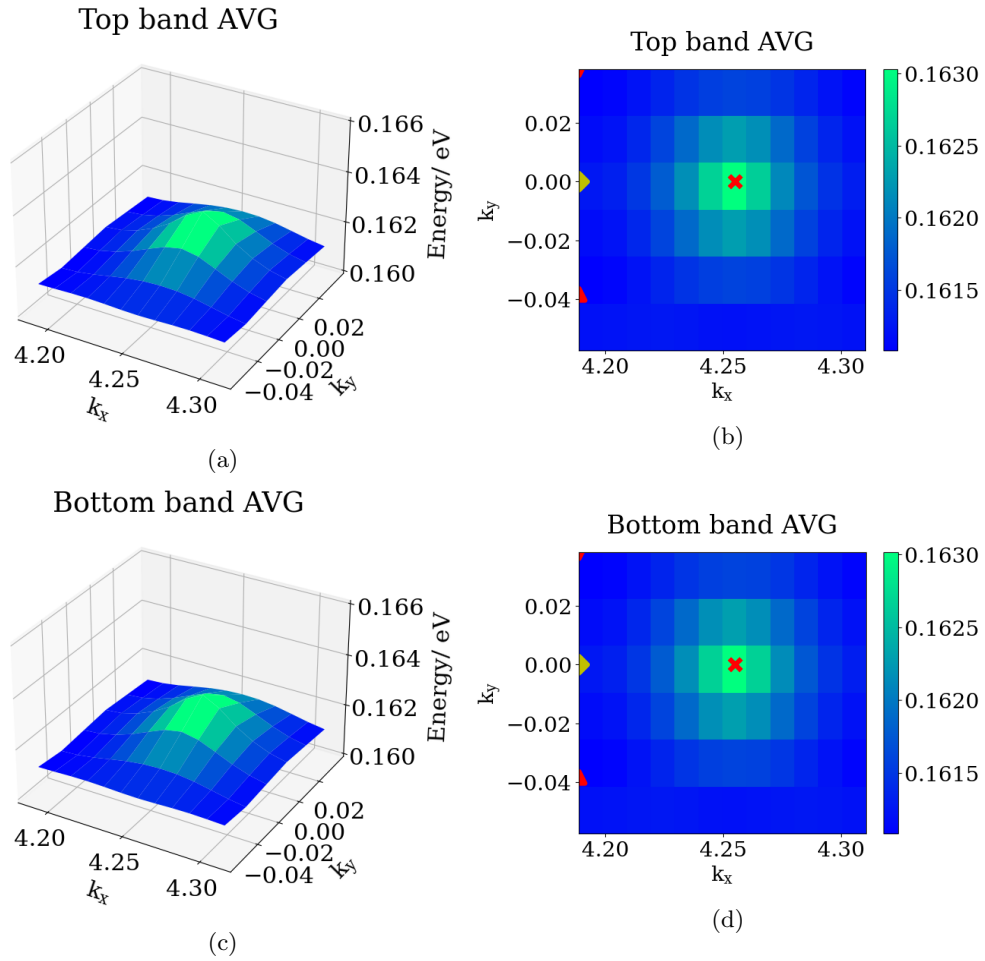 Top band AVG
0.166
0.164
0.162
0.160
Energy/ eV
4.20
4.25
4.30
kₓ
0.02
0.00
−0.02
−0.04
k_y
(a)
Top band AVG
0.02
0.00
−0.02
−0.04
k_y
4.20 4.25 4.30
kₓ
0.1630
0.1625
0.1620
0.1615
(b)
Bottom band AVG
0.166
0.164
0.162
0.160
Energy/ eV
4.20
4.25
4.30
kₓ
0.02
0.00
−0.02
−0.04
k_y
(c)
Bottom band AVG
0.02
0.00
−0.02
−0.04
k_y
4.20 4.25 4.30
kₓ
0.1630
0.1625
0.1620
0.1615
(d)